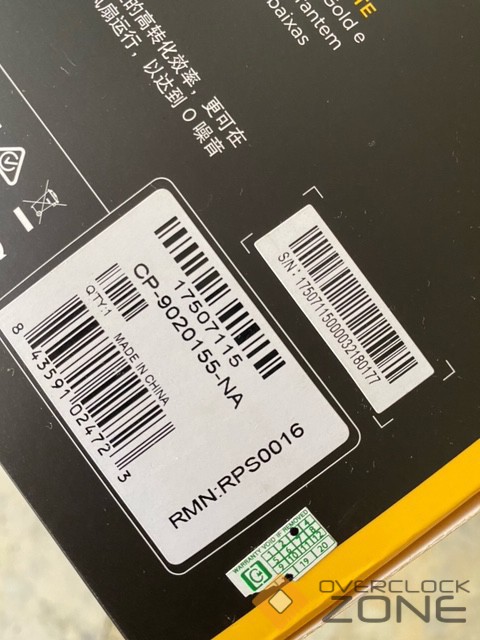 TE
Gold e
rantem
baixas
的高转化效率，更可在
风扇运行，以达到 0 噪音
17507115
CP-9020155-NA
QTY:1
MADE IN CHINA
8 43591 02472 3
RMN:RPS0016
S/N: 17507115000032180177
WARRANTY VOID IF REMOVED
OVERCLOCK
ZONE